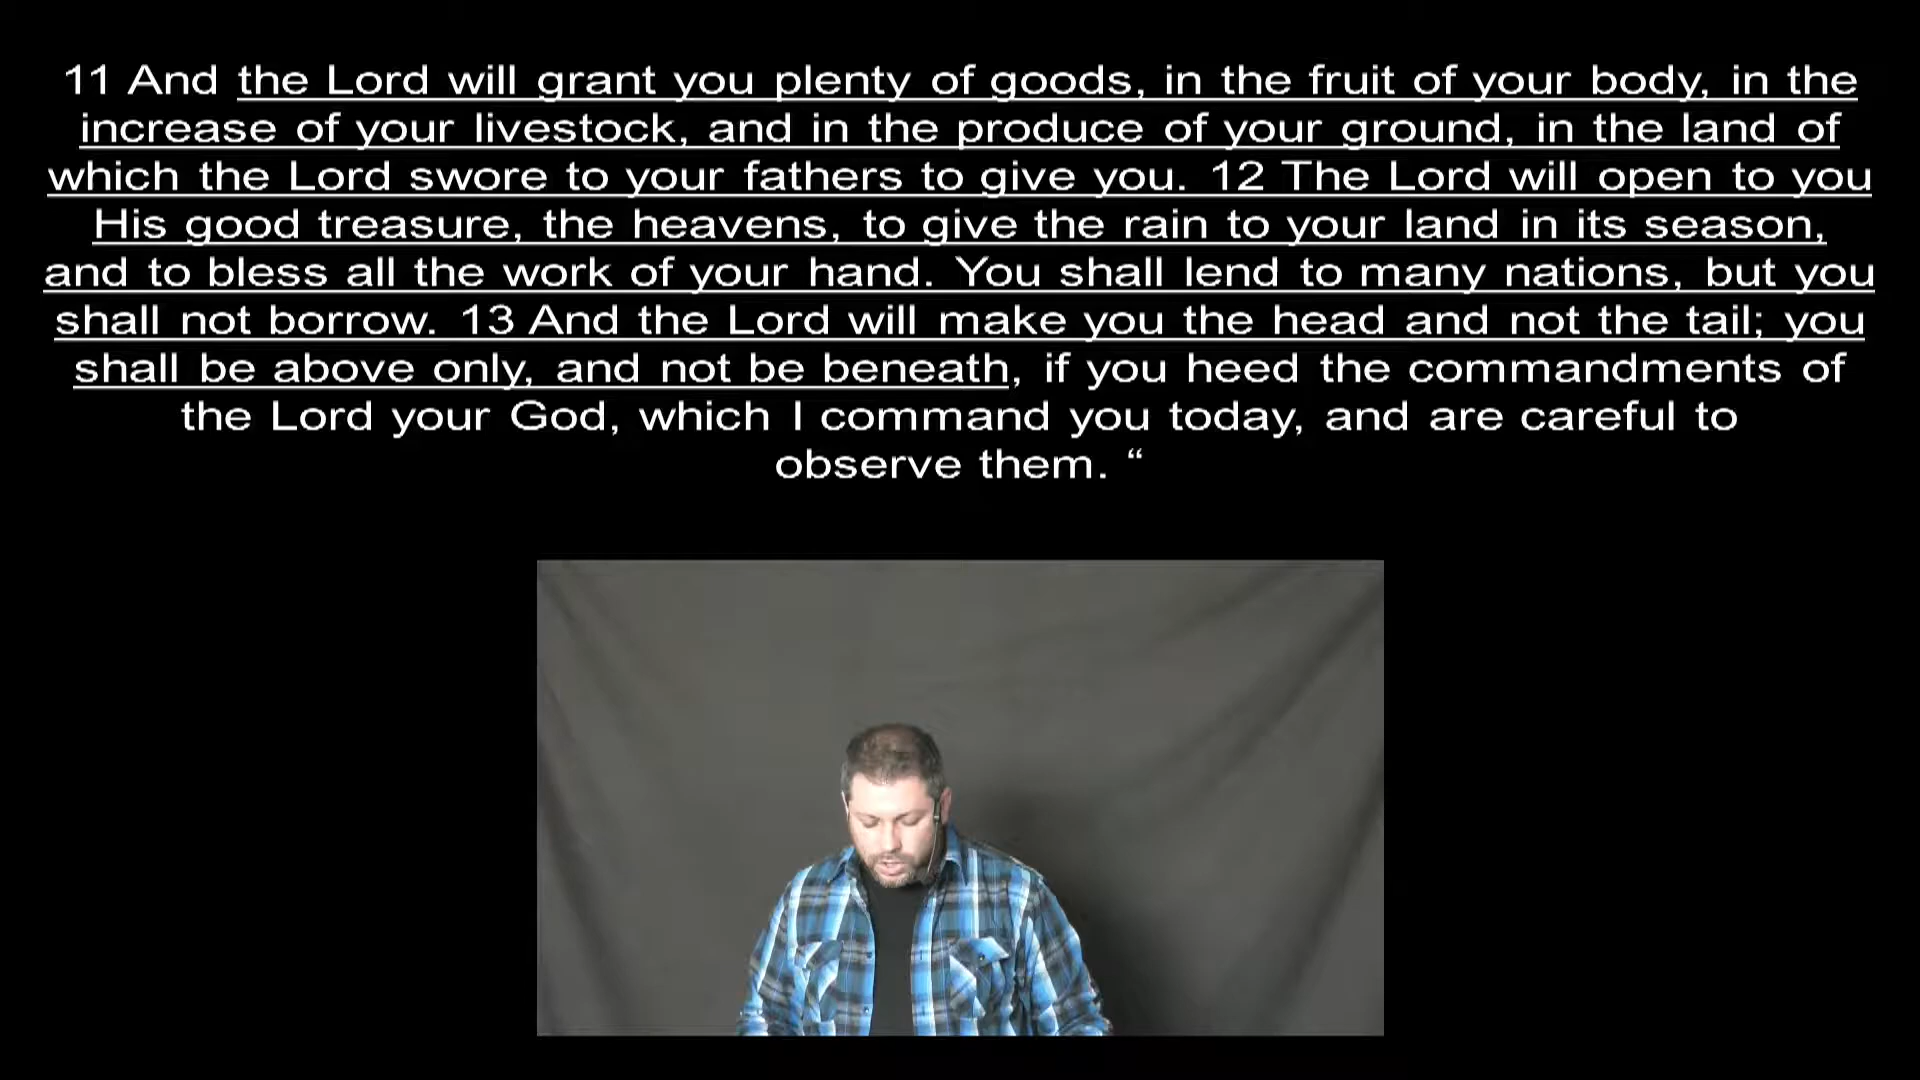 11 And the Lord will grant you plenty of goods, in the fruit of your body, in the
increase of your livestock, and in the produce of your ground, in the land of
which the Lord swore to your fathers to give you. 12 The Lord will open to you
His good treasure, the heavens, to give the rain to your land in its season,
and to bless all the work of your hand. You shall lend to many nations, but you
shall not borrow. 13 And the Lord will make you the head and not the tail; you
shall be above only, and not be beneath, if you heed the commandments of
the Lord your God, which I command you today, and are careful to
observe them. “